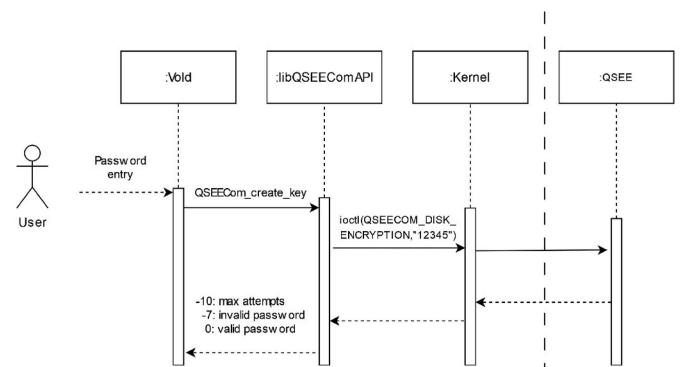 :Vold
:libQSEEComAPI
:Kernel
:QSEE
Password
entry
User
QSEECom_create_key
ioctl(QSEECOM_DISK_
ENCRYPTION,"12345")
-10: max attempts
-7: invalid password
0: valid password